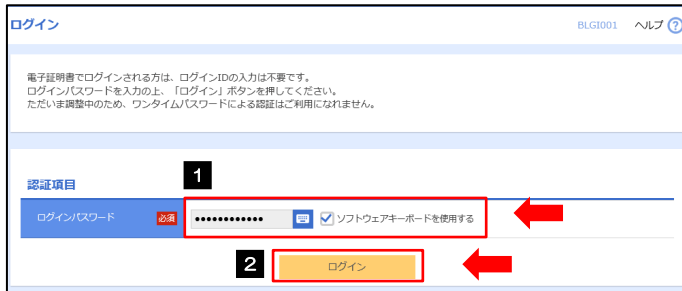 ログイン
BLGI001 ヘルプ ?
電子証明書でログインされる方は、ログインIDの入力は不要です。
ログインパスワードを入力の上、「ログイン」ボタンを押してください。
ただいま調整中のため、ワンタイムパスワードによる認証はご利用になれません。
1
認証項目
ログインパスワード 必須 •••••••••••• ソフトウェアキーボードを使用する
2 ログイン